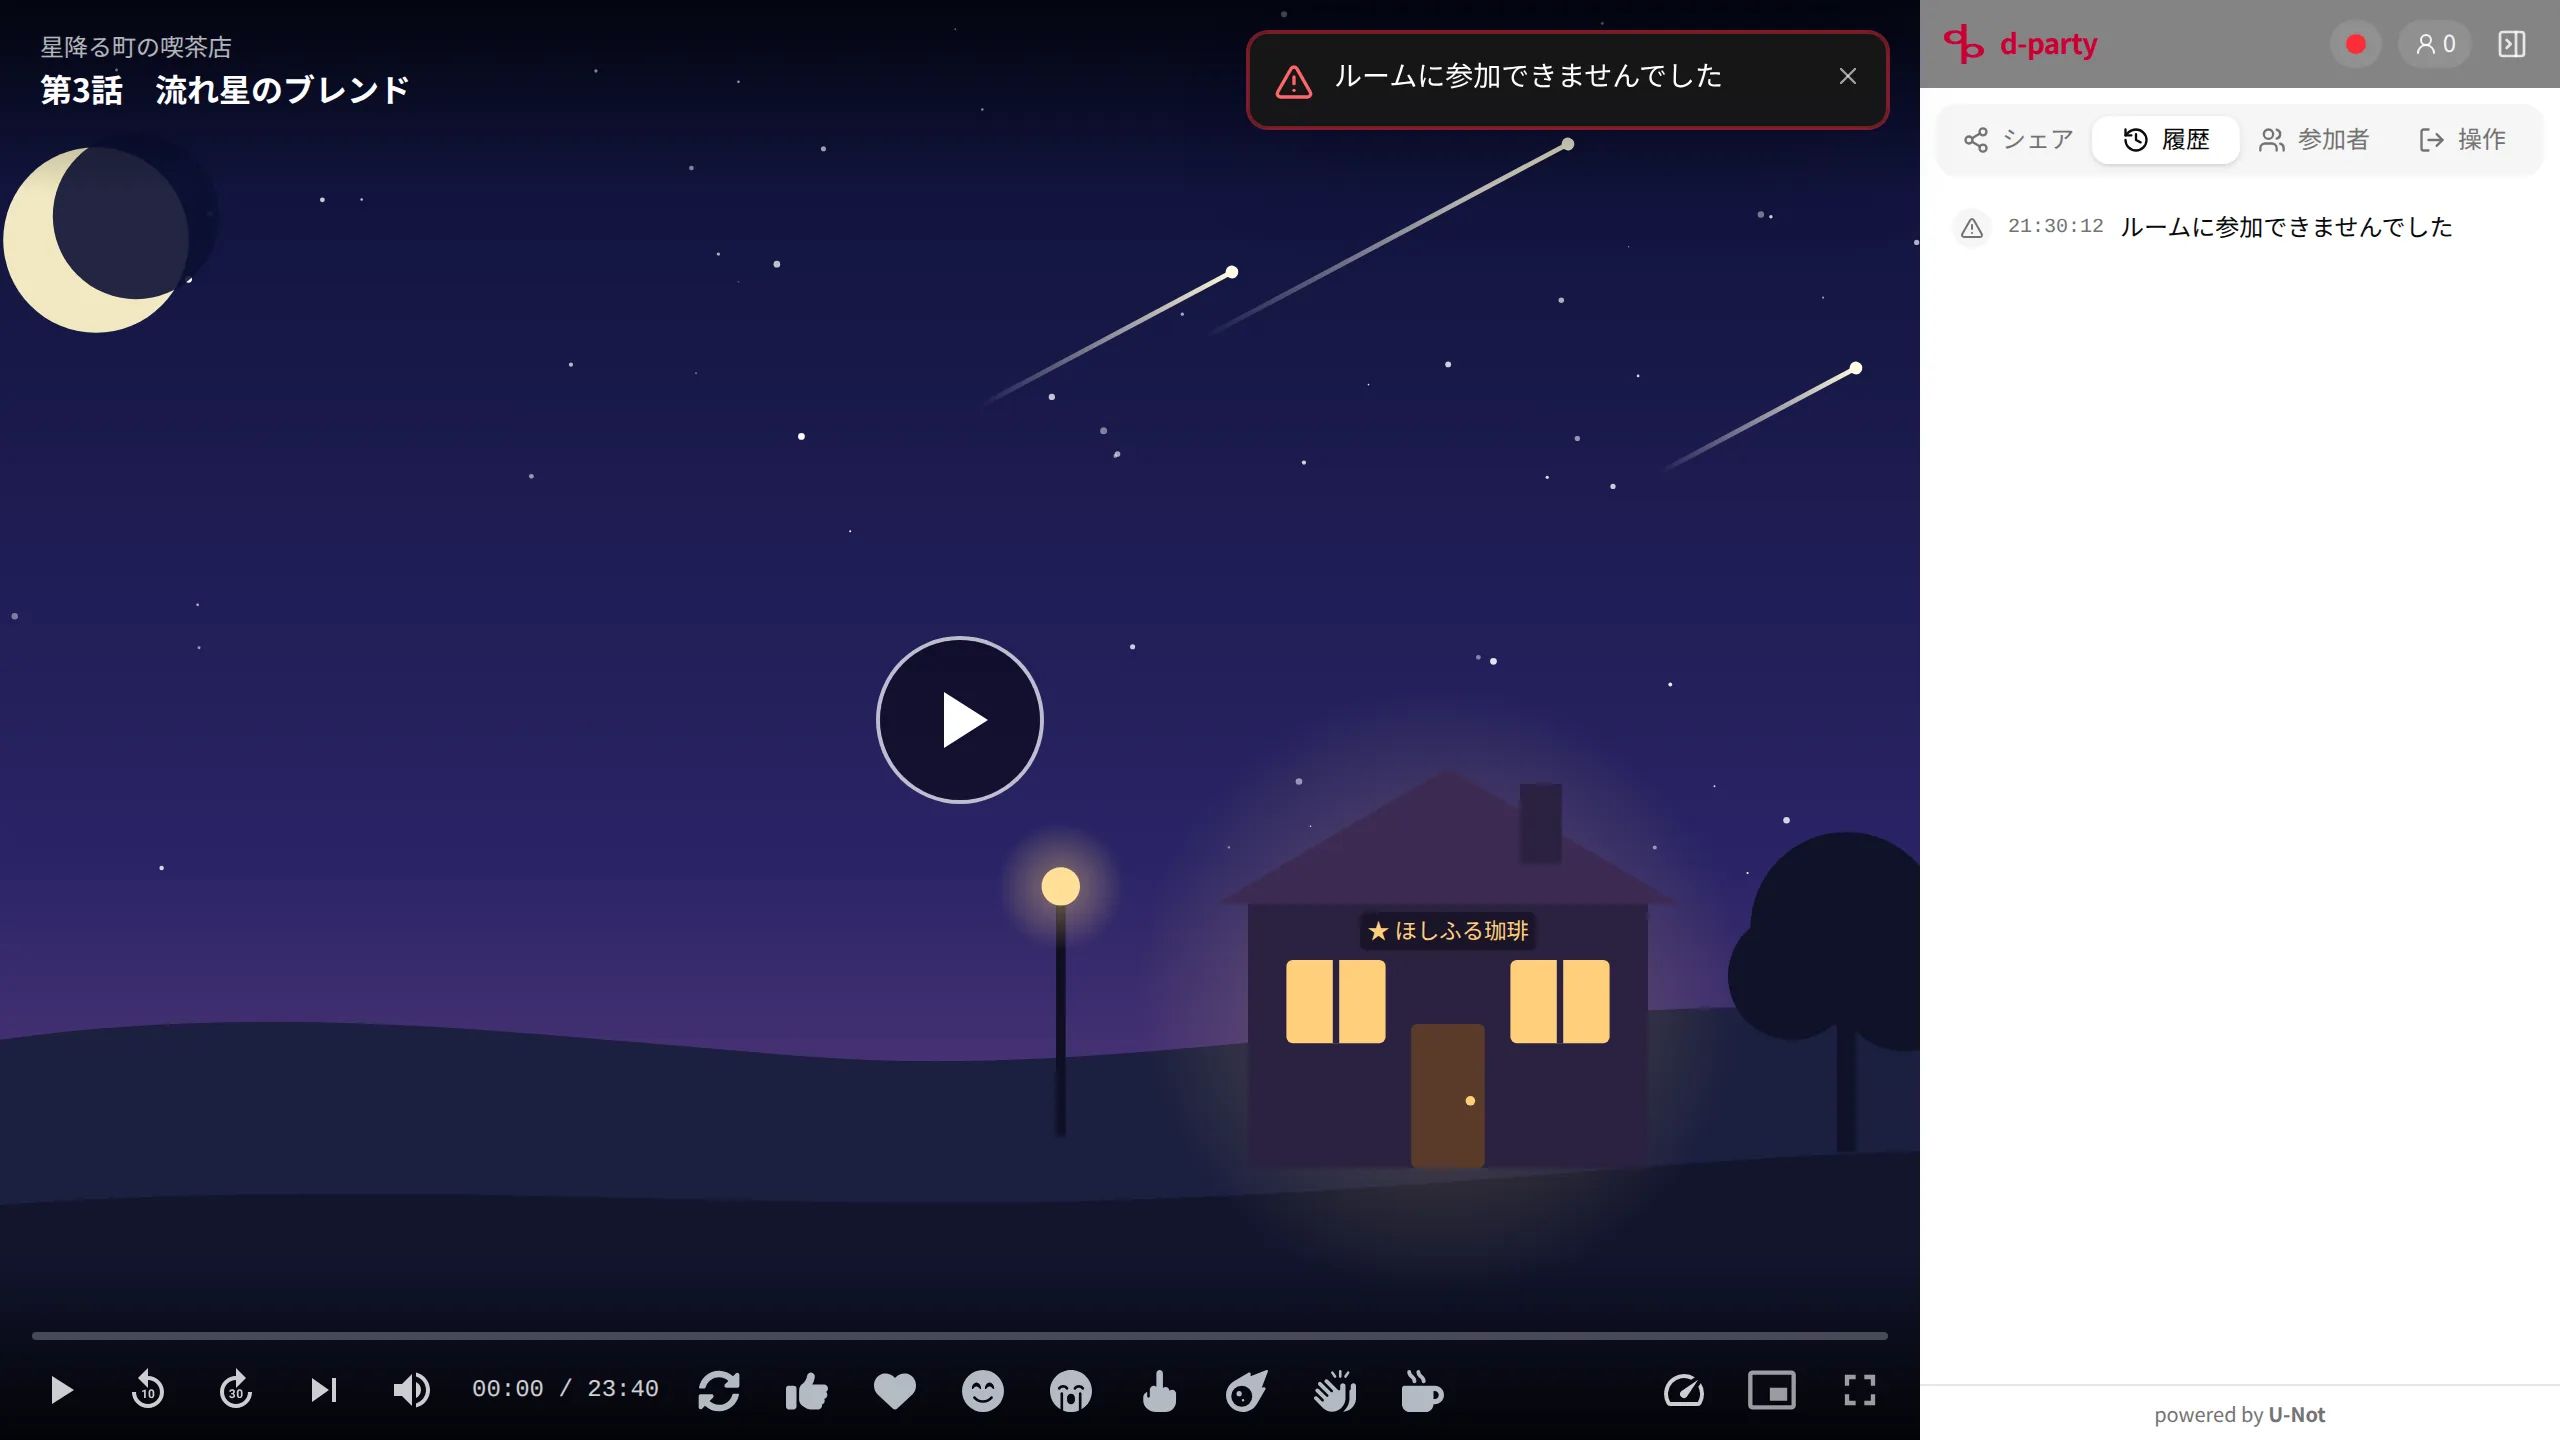 星降る町の喫茶店
第3話　流れ星のブレンド
ルームに参加できませんでした
d-party
0
シェア
履歴
参加者
操作
21:30:12 ルームに参加できませんでした
★ ほしふる珈琲
10
30
00:00 / 23:40
powered by U-Not